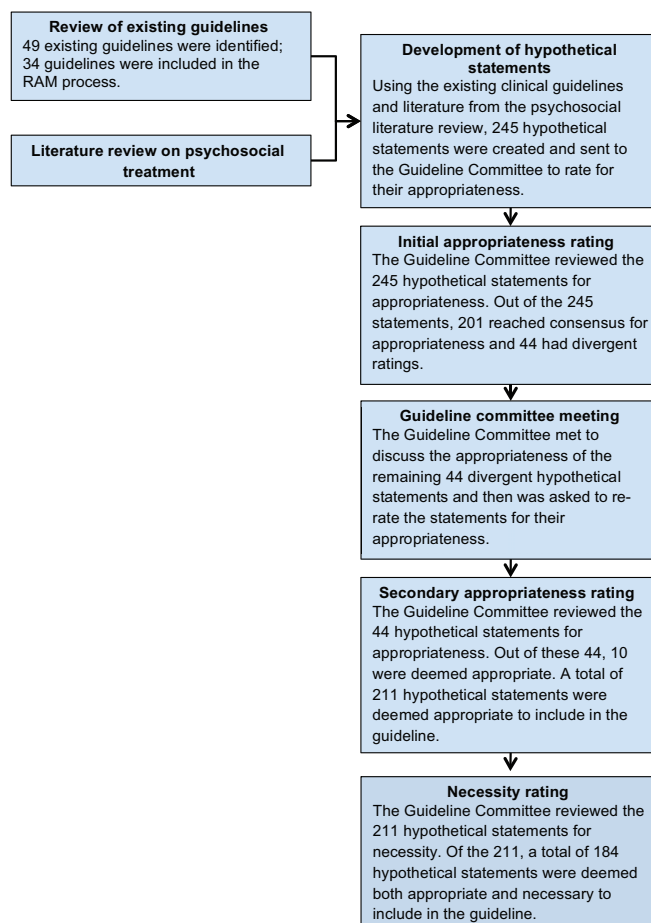 Review of existing guidelines
49 existing guidelines were identified;
34 guidelines were included in the
RAM process.
Literature review on psychosocial
treatment
Development of hypothetical
statements
Using the existing clinical guidelines
and literature from the psychosocial
literature review, 245 hypothetical
statements were created and sent to
the Guideline Committee to rate for
their appropriateness.
Initial appropriateness rating
The Guideline Committee reviewed the
245 hypothetical statements for
appropriateness. Out of the 245
statements, 201 reached consensus for
appropriateness and 44 had divergent
ratings.
Guideline committee meeting
The Guideline Committee met to
discuss the appropriateness of the
remaining 44 divergent hypothetical
statements and then was asked to re-
rate the statements for their
appropriateness.
Secondary appropriateness rating
The Guideline Committee reviewed the
44 hypothetical statements for
appropriateness. Out of these 44, 10
were deemed appropriate. A total of
211 hypothetical statements were
deemed appropriate to include in the
guideline.
Necessity rating
The Guideline Committee reviewed the
211 hypothetical statements for
necessity. Of the 211, a total of 184
hypothetical statements were deemed
both appropriate and necessary to
include in the guideline.